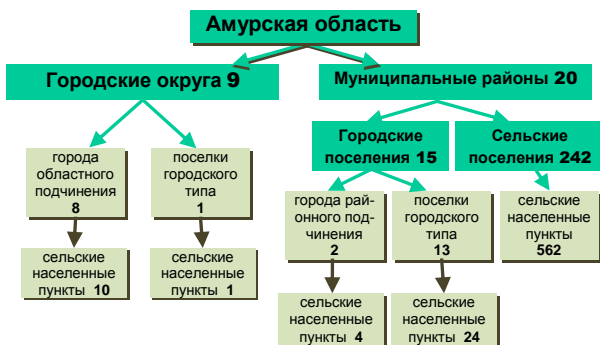 Амурская область
Городские округа 9
Муниципальные районы 20
Городские
поселения 15
Сельские
поселения 242
города
областного
подчинения
8
поселки
городского
типа
1
города рай-
онного под-
чинения
2
поселки
городского
типа
13
сельские
населенные
пункты
562
сельские
населенные
пункты 10
сельские
населенные
пункты 1
сельские
населенные
пункты 4
сельские
населенные
пункты 24